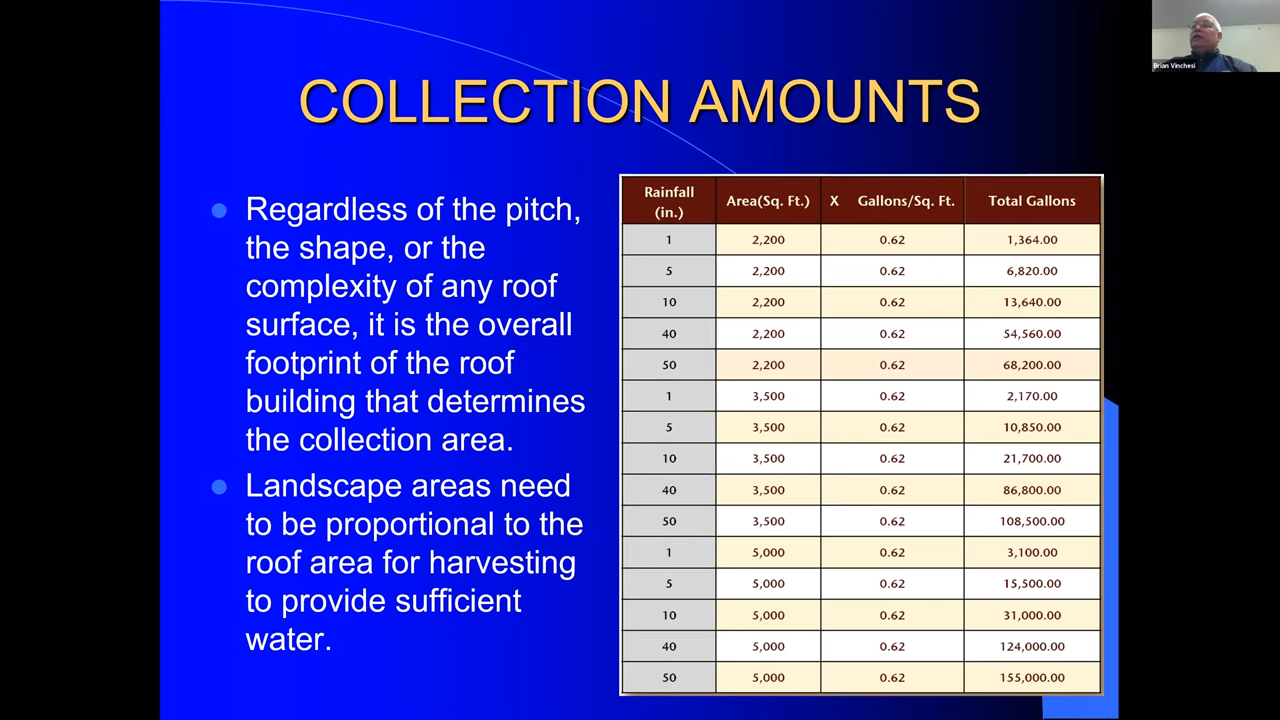 COLLECTION AMOUNTS
Brian Vinchesi
Regardless of the pitch,
the shape, or the
complexity of any roof
surface, it is the overall
footprint of the roof
building that determines
the collection area.
Landscape areas need
to be proportional to the
roof area for harvesting
to provide sufficient
water.
Rainfall (in.) Area(Sq. Ft.) X Gallons/Sq. Ft. Total Gallons
1 2,200 0.62 1,364.00
5 2,200 0.62 6,820.00
10 2,200 0.62 13,640.00
40 2,200 0.62 54,560.00
50 2,200 0.62 68,200.00
1 3,500 0.62 2,170.00
5 3,500 0.62 10,850.00
10 3,500 0.62 21,700.00
40 3,500 0.62 86,800.00
50 3,500 0.62 108,500.00
1 5,000 0.62 3,100.00
5 5,000 0.62 15,500.00
10 5,000 0.62 31,000.00
40 5,000 0.62 124,000.00
50 5,000 0.62 155,000.00